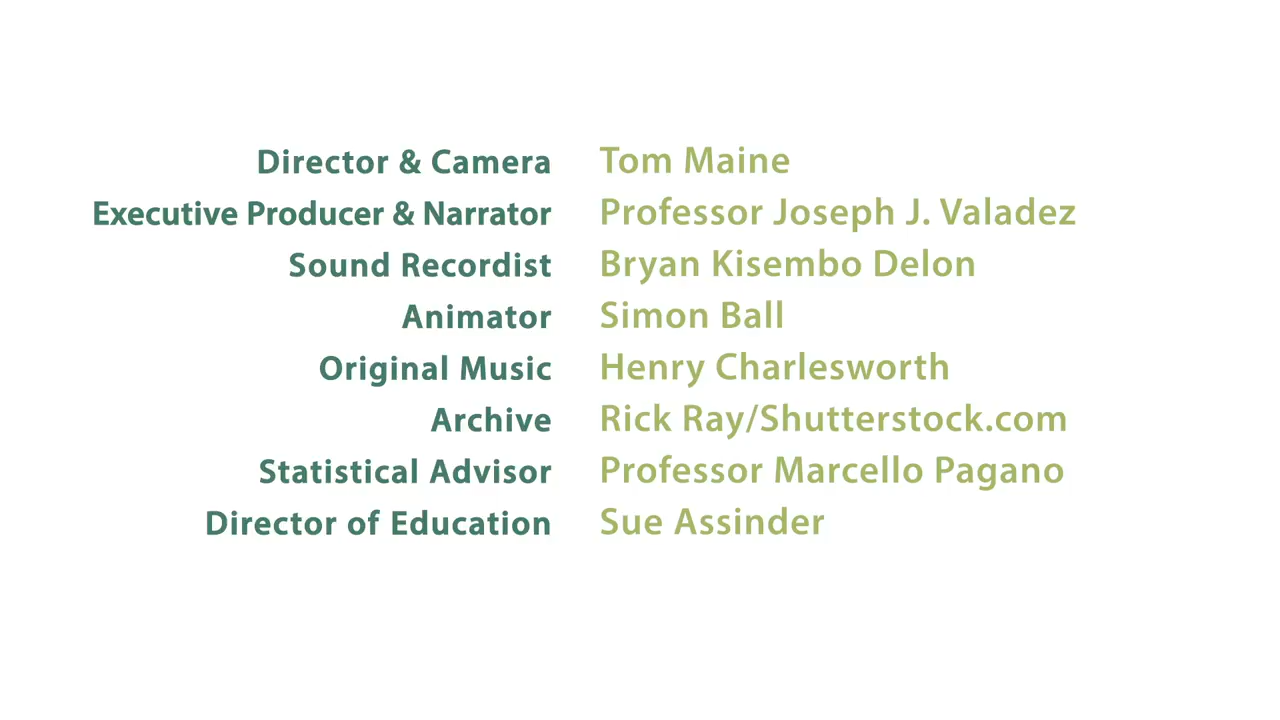 Director & Camera Tom Maine
Executive Producer & Narrator Professor Joseph J. Valadez
Sound Recordist Bryan Kisembo Delon
Animator Simon Ball
Original Music Henry Charlesworth
Archive Rick Ray/Shutterstock.com
Statistical Advisor Professor Marcello Pagano
Director of Education Sue Assinder